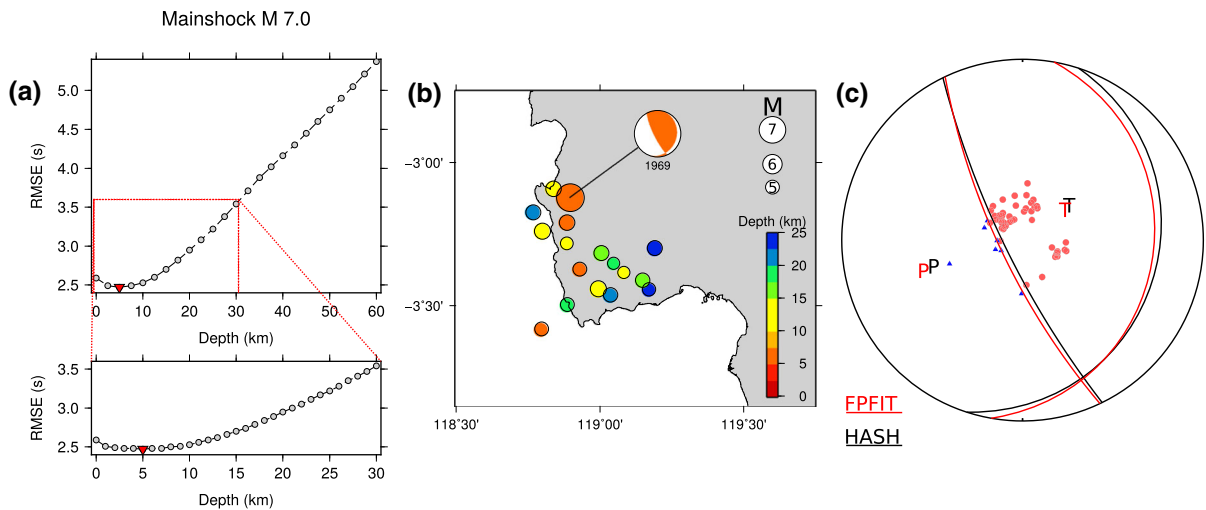 Mainshock M 7.0
(a)
5.0
4.5
4.0
3.5
3.0
2.5
RMSE (s)
0 10 20 30 40 50 60
Depth (km)
3.5
3.0
2.5
RMSE (s)
0 5 10 15 20 25 30
Depth (km)
(b)
M
7
6
5
1969
Depth (km)
25
20
15
10
5
0
−3°00'
−3°30'
118°30' 119°00' 119°30'
(c)
T T
P P
FPFIT
HASH